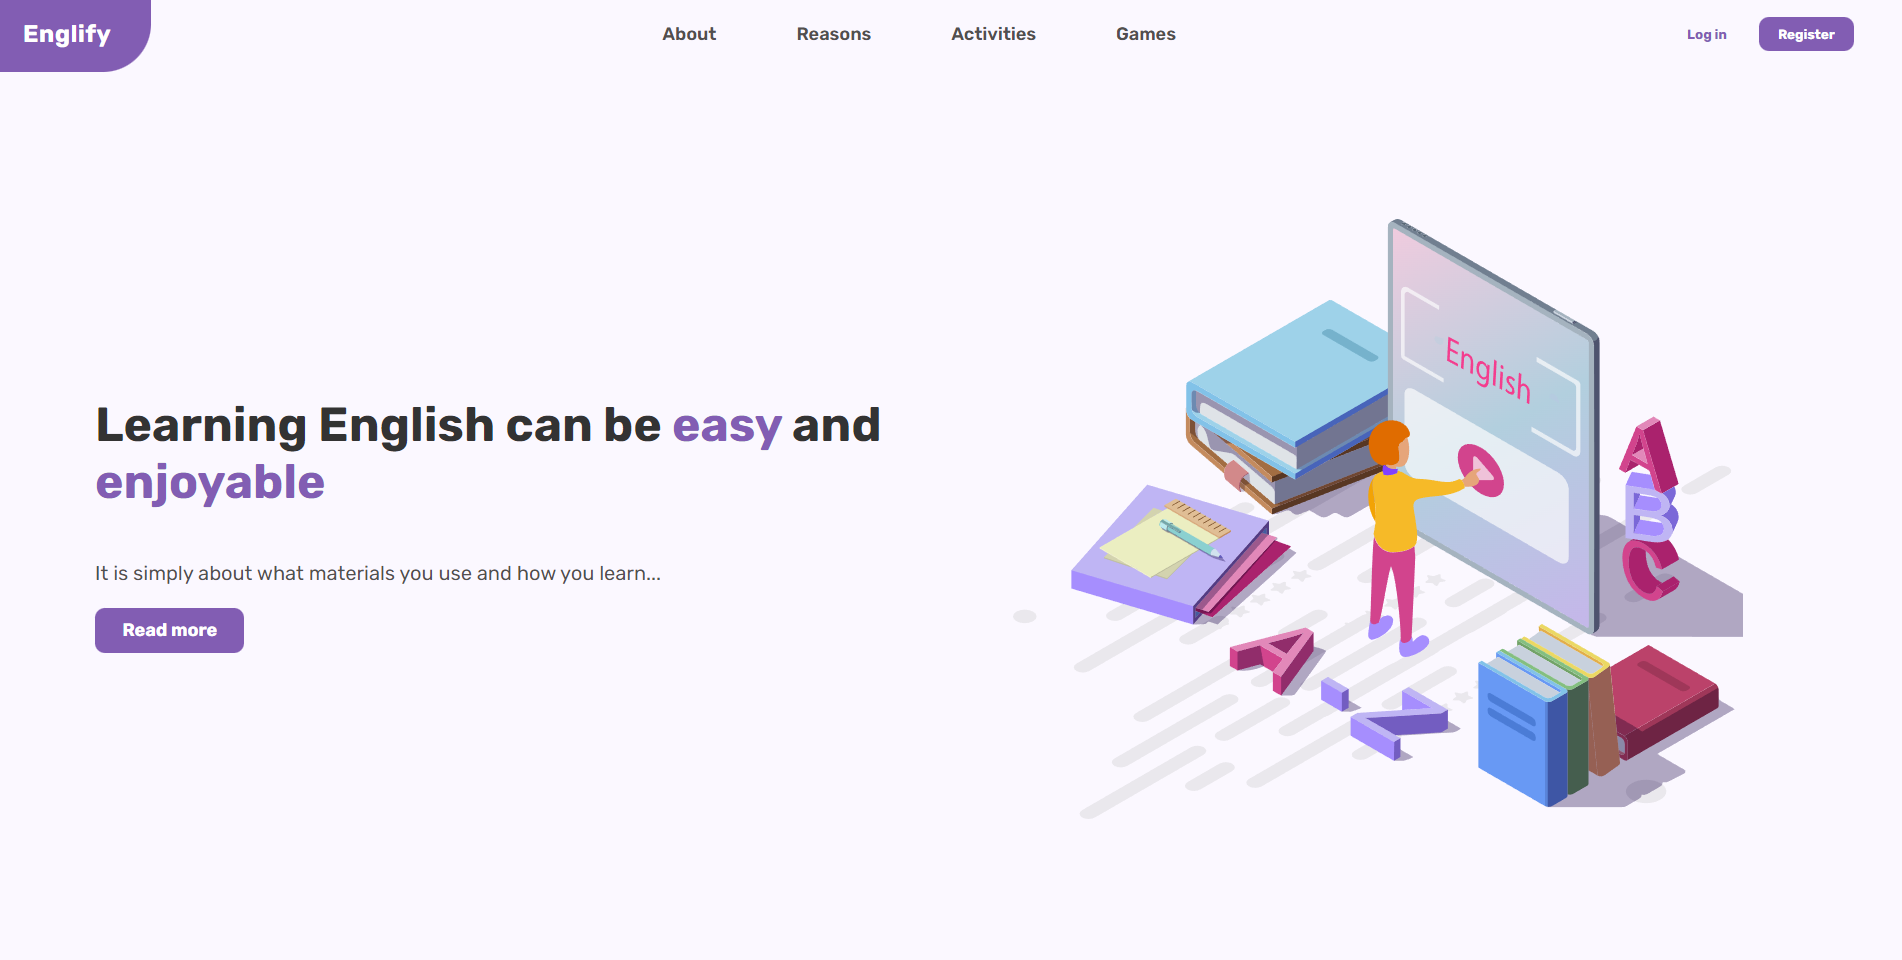 Englify
About
Reasons
Activities
Games
Log in
Register
Learning English can be easy and
enjoyable
It is simply about what materials you use and how you learn...
Read more
English
A
B
C
A
-
Z